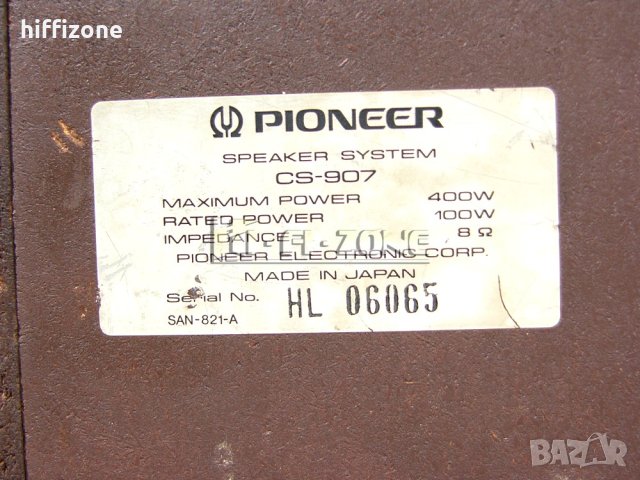 hiffizone
PIONEER
SPEAKER SYSTEM
CS-907
MAXIMUM POWER 400W
RATED POWER 100W
IMPEDANCE 8 Ω
PIONEER ELECTRONIC CORP.
MADE IN JAPAN
Serial No. HL 06065
SAN-821-A
BAZAR